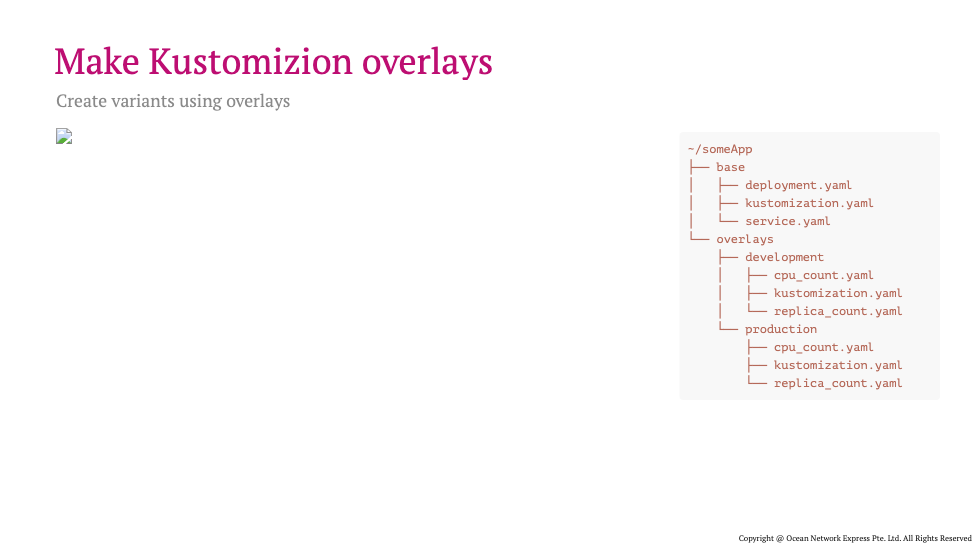 Make Kustomizion overlays
Create variants using overlays
~/someApp
├── base
│   ├── deployment.yaml
│   ├── kustomization.yaml
│   └── service.yaml
└── overlays
    ├── development
    │   ├── cpu_count.yaml
    │   ├── kustomization.yaml
    │   └── replica_count.yaml
    └── production
        ├── cpu_count.yaml
        ├── kustomization.yaml
        └── replica_count.yaml
Copyright @ Ocean Network Express Pte. Ltd. All Rights Reserved